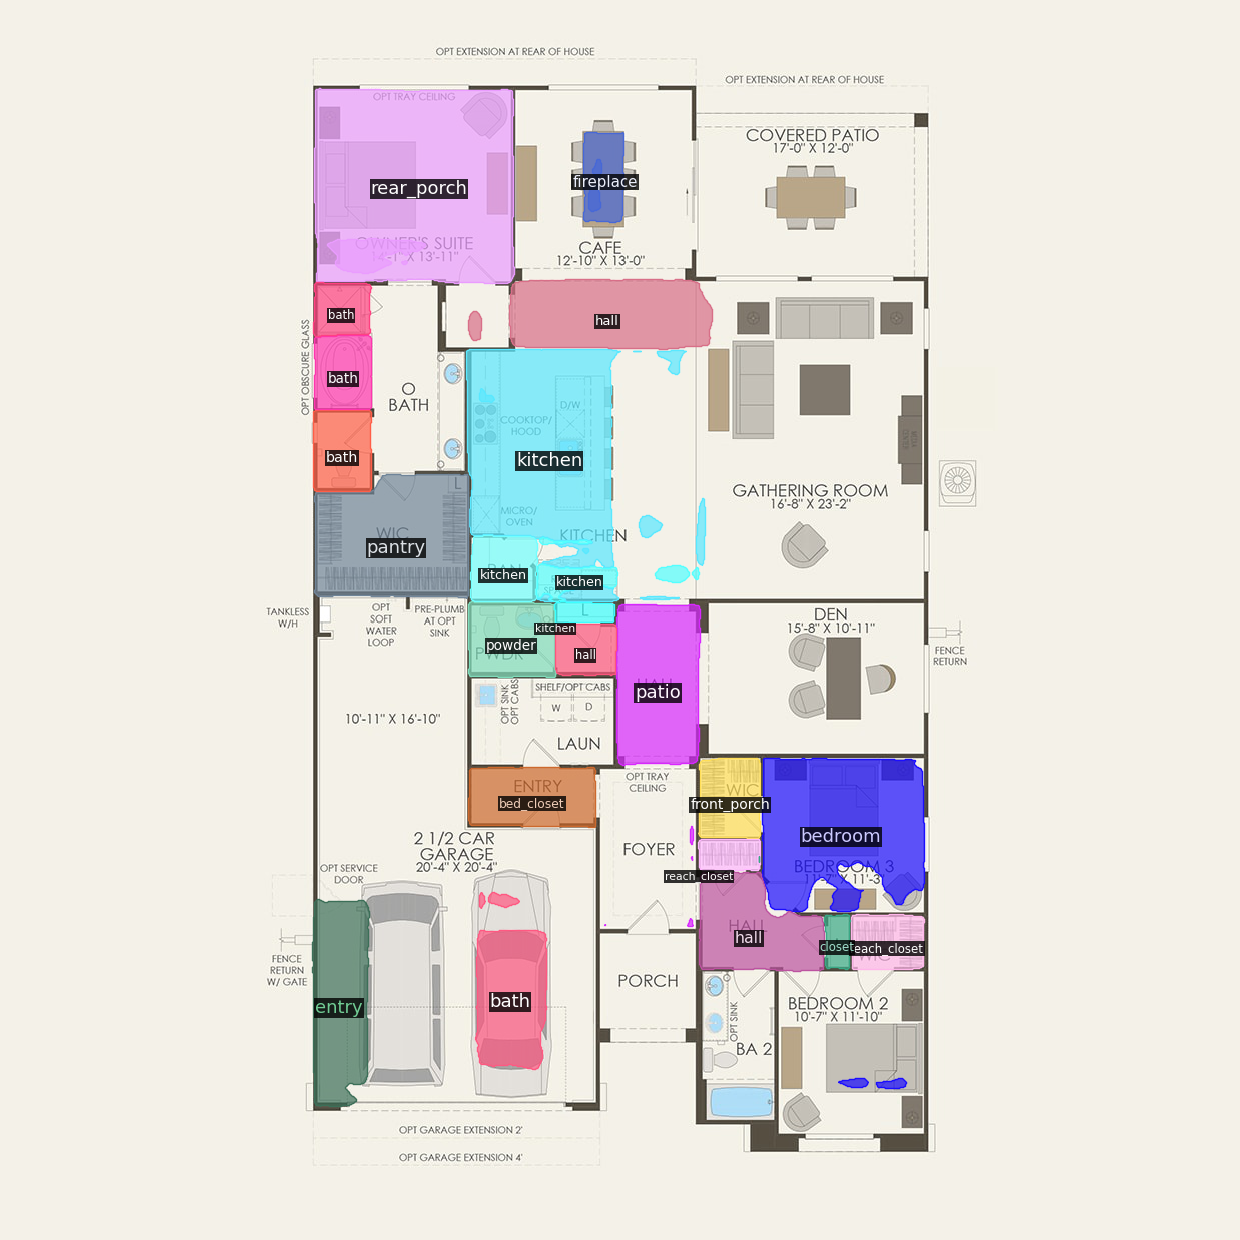 OPT EXTENSION AT REAR OF HOUSE
OPT EXTENSION AT REAR OF HOUSE
OPT TRAY CEILING
rear_porch
OWNER'S SUITE
14'-1" X 13'-11"
fireplace
CAFE
12'-10" X 13'-0"
COVERED PATIO
17'-0" X 12'-0"
bath
hall
OPT OBSCURE GLASS
bath
O
BATH
bath
D/W
COOKTOP/
HOOD
kitchen
MICRO/
OVEN
KITCHEN
L
GATHERING ROOM
16'-8" X 23'-2"
WIC
pantry
PAN
kitchen
kitchen
TANKLESS
W/H
OPT
SOFT
WATER
LOOP
PRE-PLUMB
AT OPT
SINK
L
kitchen
powder
PWDR
hall
HALL
patio
DEN
15'-8" X 10'-11"
FENCE
RETURN
OPT SINK
OPT CABS
SHELF/OPT CABS
W
D
LAUN
10'-11" X 16'-10"
ENTRY
bed_closet
OPT TRAY
CEILING
WIC
front_porch
bedroom
BEDROOM 3
11'-7" X 11'-3"
2 1/2 CAR
GARAGE
20'-4" X 20'-4"
FOYER
OPT SERVICE
DOOR
reach_closet
HALL
hall
closet
reach_closet
WIC
FENCE
RETURN
W/ GATE
entry
bath
PORCH
OPT SINK
BA 2
BEDROOM 2
10'-7" X 11'-10"
OPT GARAGE EXTENSION 2'
OPT GARAGE EXTENSION 4'